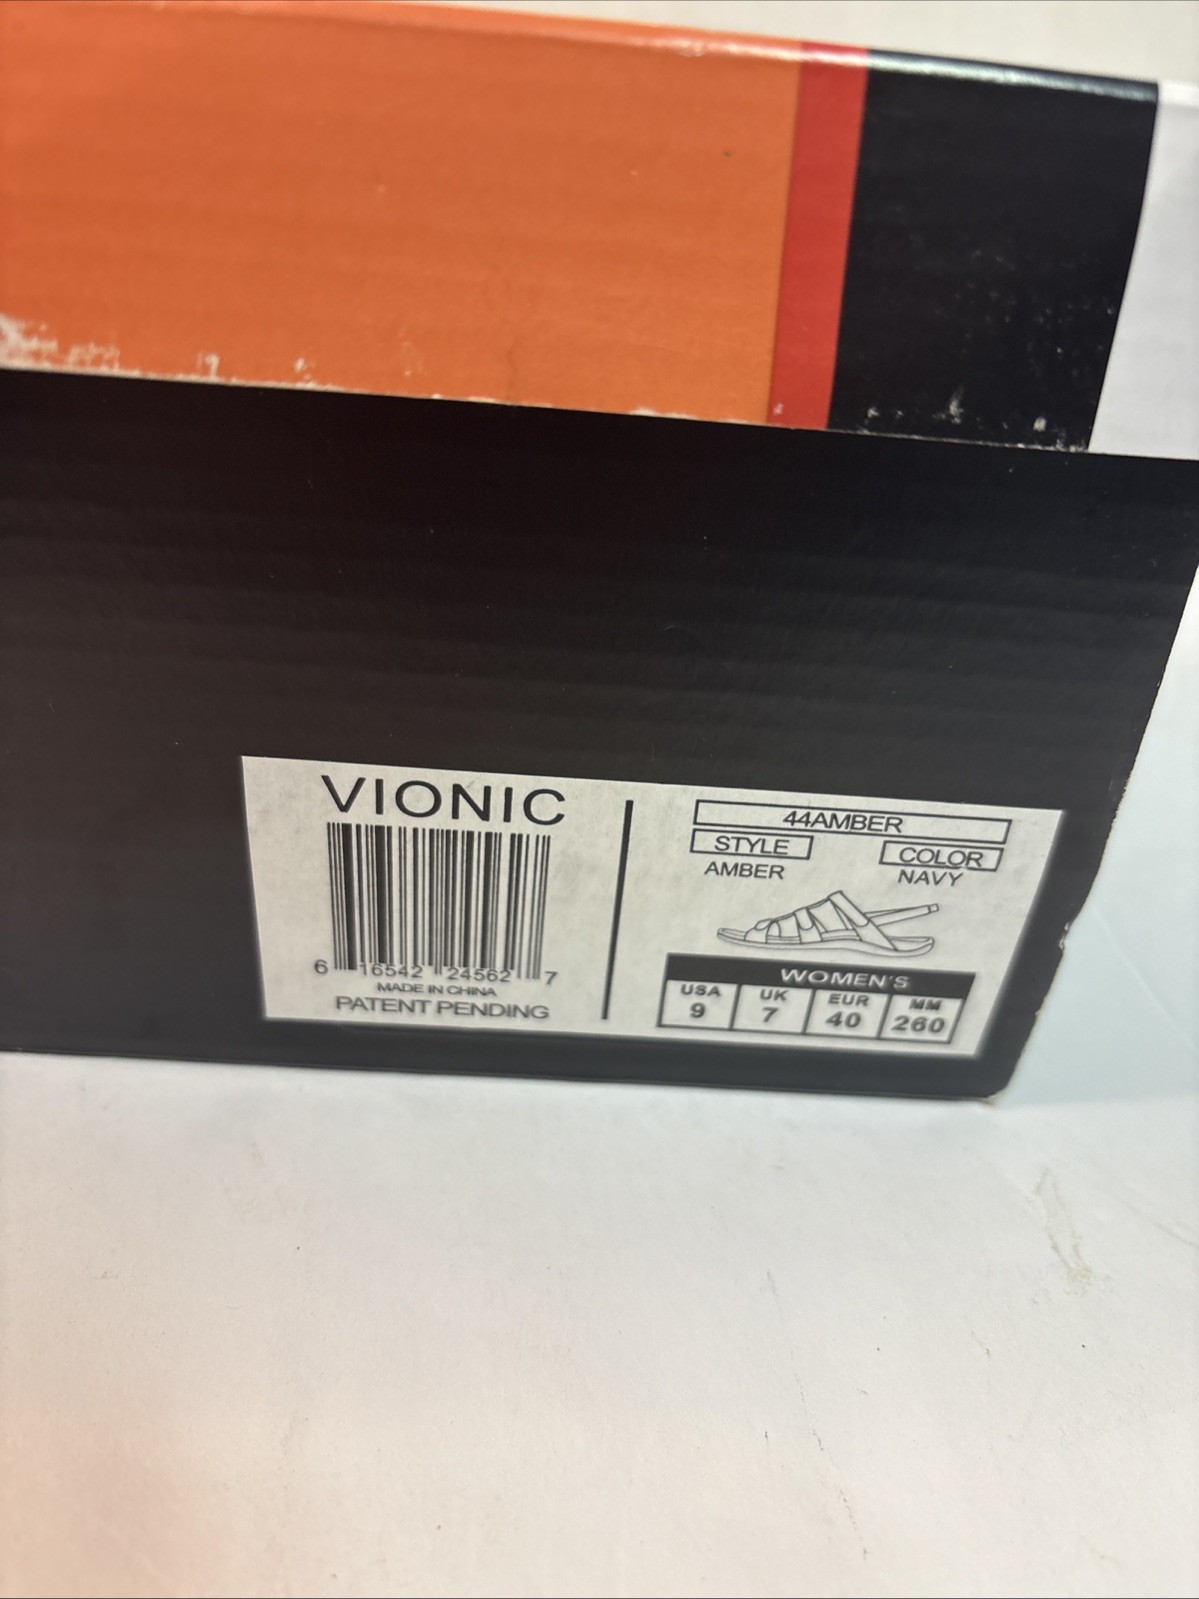 VIONIC
6 16542 24562 7
MADE IN CHINA
PATENT PENDING
44AMBER
STYLE COLOR
AMBER NAVY
WOMEN'S
USA UK EUR MM
9 7 40 260